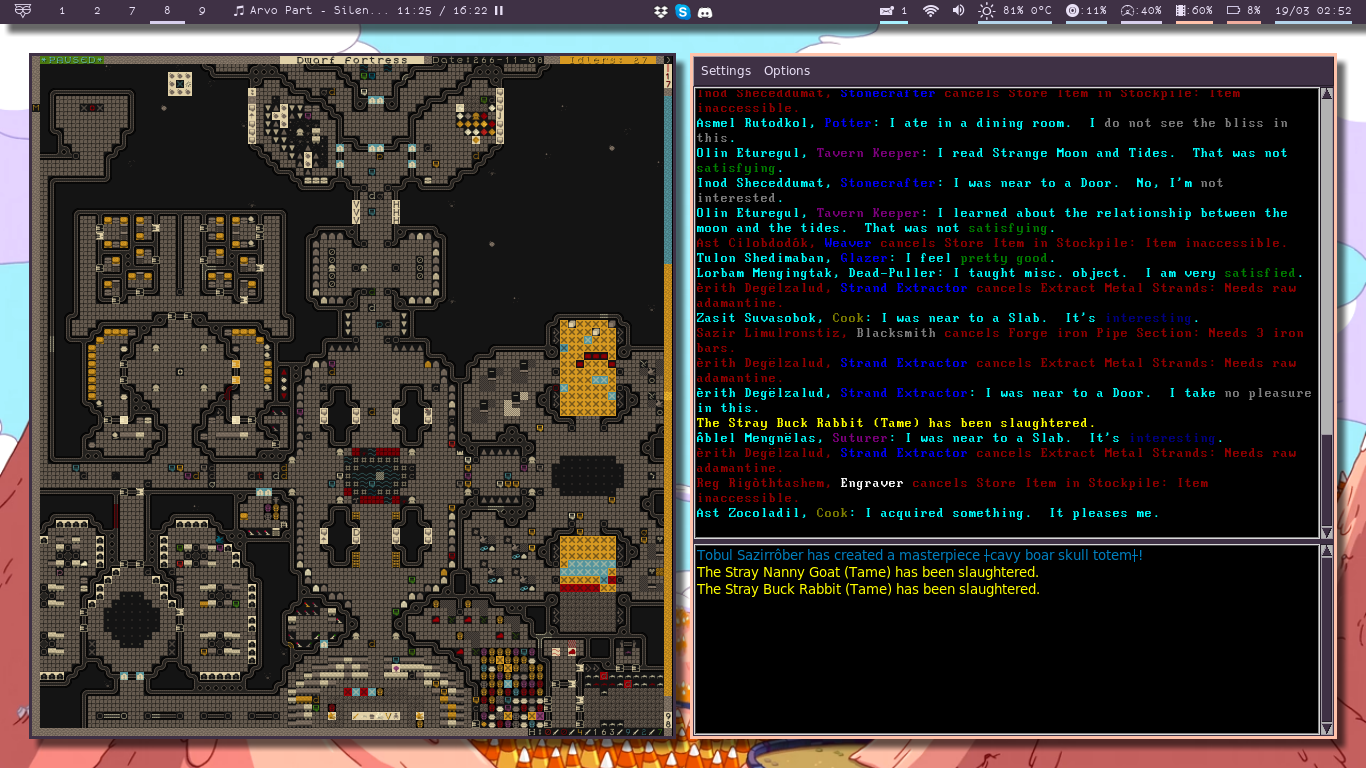 1 2 7 8 9 Arvo Part - Silen... 11:25 / 16:22 1 81% 0°C :11% :40% :60% 8% 19/03 02:52
*PAUSED* Dwarf Fortress Date:266-11-08 Idlers: 27
Settings Options
Inod Sheceddumat, Stonecrafter cancels Store Item in Stockpile: Item
inaccessible.
Asmel Rutodkol, Potter: I ate in a dining room. I do not see the bliss in
this.
Olin Eturegul, Tavern Keeper: I read Strange Moon and Tides. That was not
satisfying.
Inod Sheceddumat, Stonecrafter: I was near to a Door. No, I'm not
interested.
Olin Eturegul, Tavern Keeper: I learned about the relationship between the
moon and the tides. That was not satisfying.
Ast Cilobdodók, Weaver cancels Store Item in Stockpile: Item inaccessible.
Tulon Shedimaban, Glazer: I feel pretty good.
Lorbam Mengingtak, Dead-Puller: I taught misc. object. I am very satisfied.
èrith Degëlzalud, Strand Extractor cancels Extract Metal Strands: Needs raw
adamantine.
Zasit Suvasobok, Cook: I was near to a Slab. It's interesting.
Sazir Limulronstiz, Blacksmith cancels Forge iron Pipe Section: Needs 3 iron
bars.
èrith Degëlzalud, Strand Extractor cancels Extract Metal Strands: Needs raw
adamantine.
èrith Degëlzalud, Strand Extractor: I was near to a Door. I take no pleasure
in this.
The Stray Buck Rabbit (Tame) has been slaughtered.
Âblel Mengnëlas, Suturer: I was near to a Slab. It's interesting.
èrith Degëlzalud, Strand Extractor cancels Extract Metal Strands: Needs raw
adamantine.
Reg Rigòthtashem, Engraver cancels Store Item in Stockpile: Item
inaccessible.
Ast Zocoladil, Cook: I acquired something. It pleases me.
Tobul Sazirrôber has created a masterpiece ┼cavy boar skull totem┼!
The Stray Nanny Goat (Tame) has been slaughtered.
The Stray Buck Rabbit (Tame) has been slaughtered.